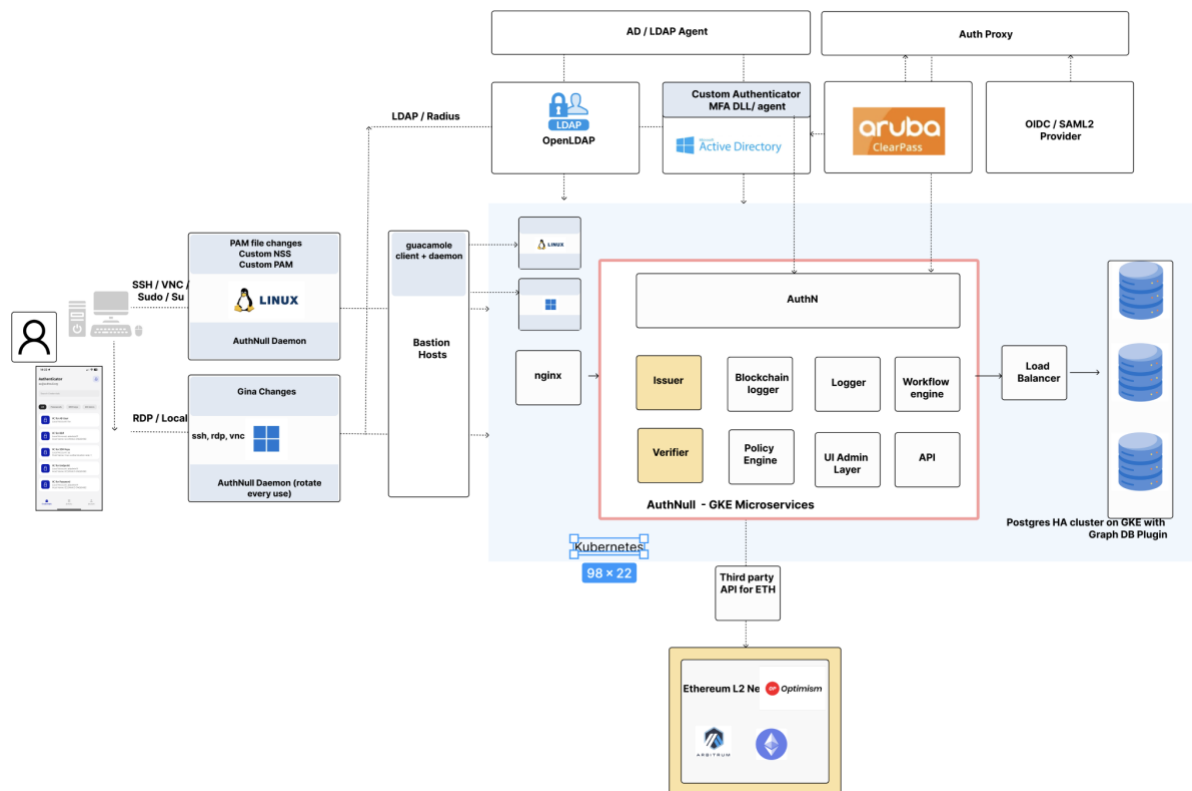 AD / LDAP Agent
Auth Proxy
LDAP
OpenLDAP
Custom Authenticator
MFA DLL/ agent
Active Directory
aruba
ClearPass
OIDC / SAML2
Provider
LDAP / Radius
PAM file changes
Custom NSS
Custom PAM
LINUX
AuthNull Daemon
SSH / VNC /
Sudo / Su
guacamole
client + daemon
Bastion
Hosts
LINUX
nginx
AuthN
Issuer
Blockchain
logger
Logger
Workflow
engine
Verifier
Policy
Engine
UI Admin
Layer
API
AuthNull - GKE Microservices
Load
Balancer
Postgres HA cluster on GKE with
Graph DB Plugin
Authenticator
RDP / Local
Gina Changes
ssh, rdp, vnc
AuthNull Daemon (rotate
every use)
Kubernetes
98 × 22
Third party
API for ETH
Ethereum L2 Ne
OP Optimism
ARBITRUM